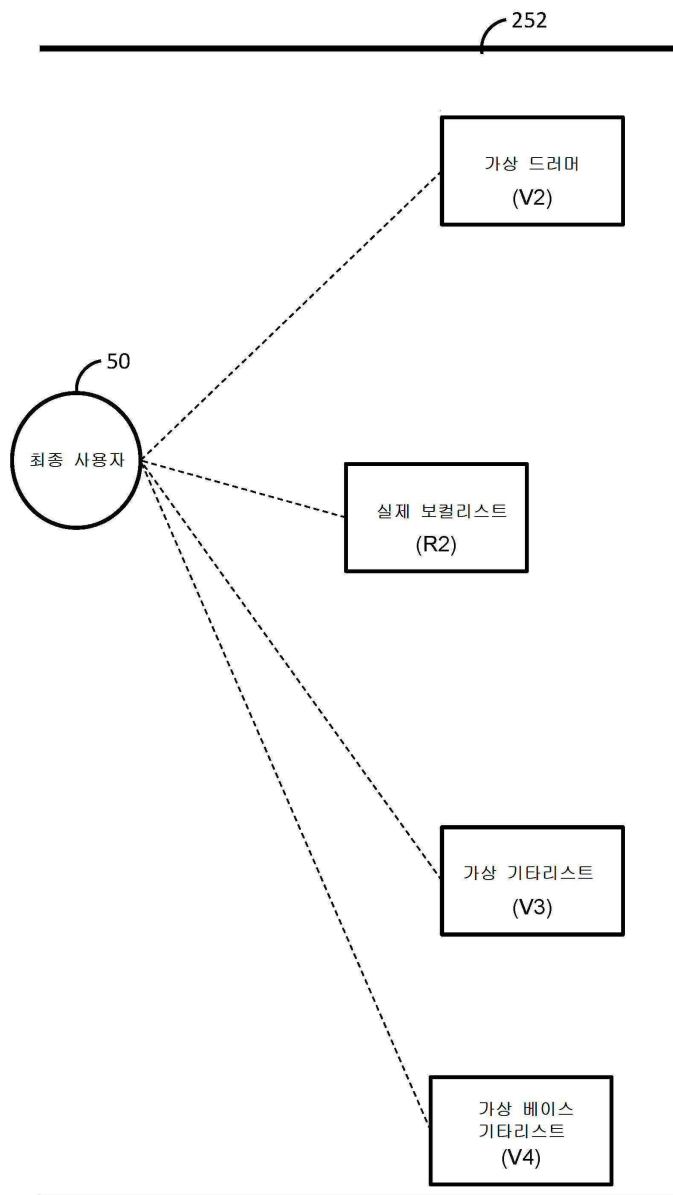 252
가상 드러머
(V2)
50
최종 사용자
실제 보컬리스트
(R2)
가상 기타리스트
(V3)
가상 베이스
기타리스트
(V4)